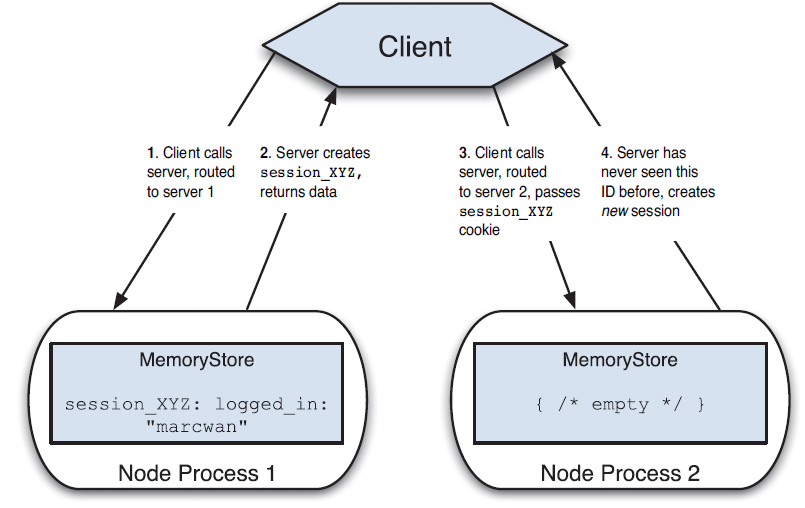 Client
1. Client calls
server, routed
to server 1
2. Server creates
session_XYZ,
returns data
3. Client calls
server, routed
to server 2, passes
session_XYZ
cookie
4. Server has
never seen this
ID before, creates
new session
MemoryStore
session_XYZ: logged_in:
"marcwan"
Node Process 1
MemoryStore
{ /* empty */ }
Node Process 2